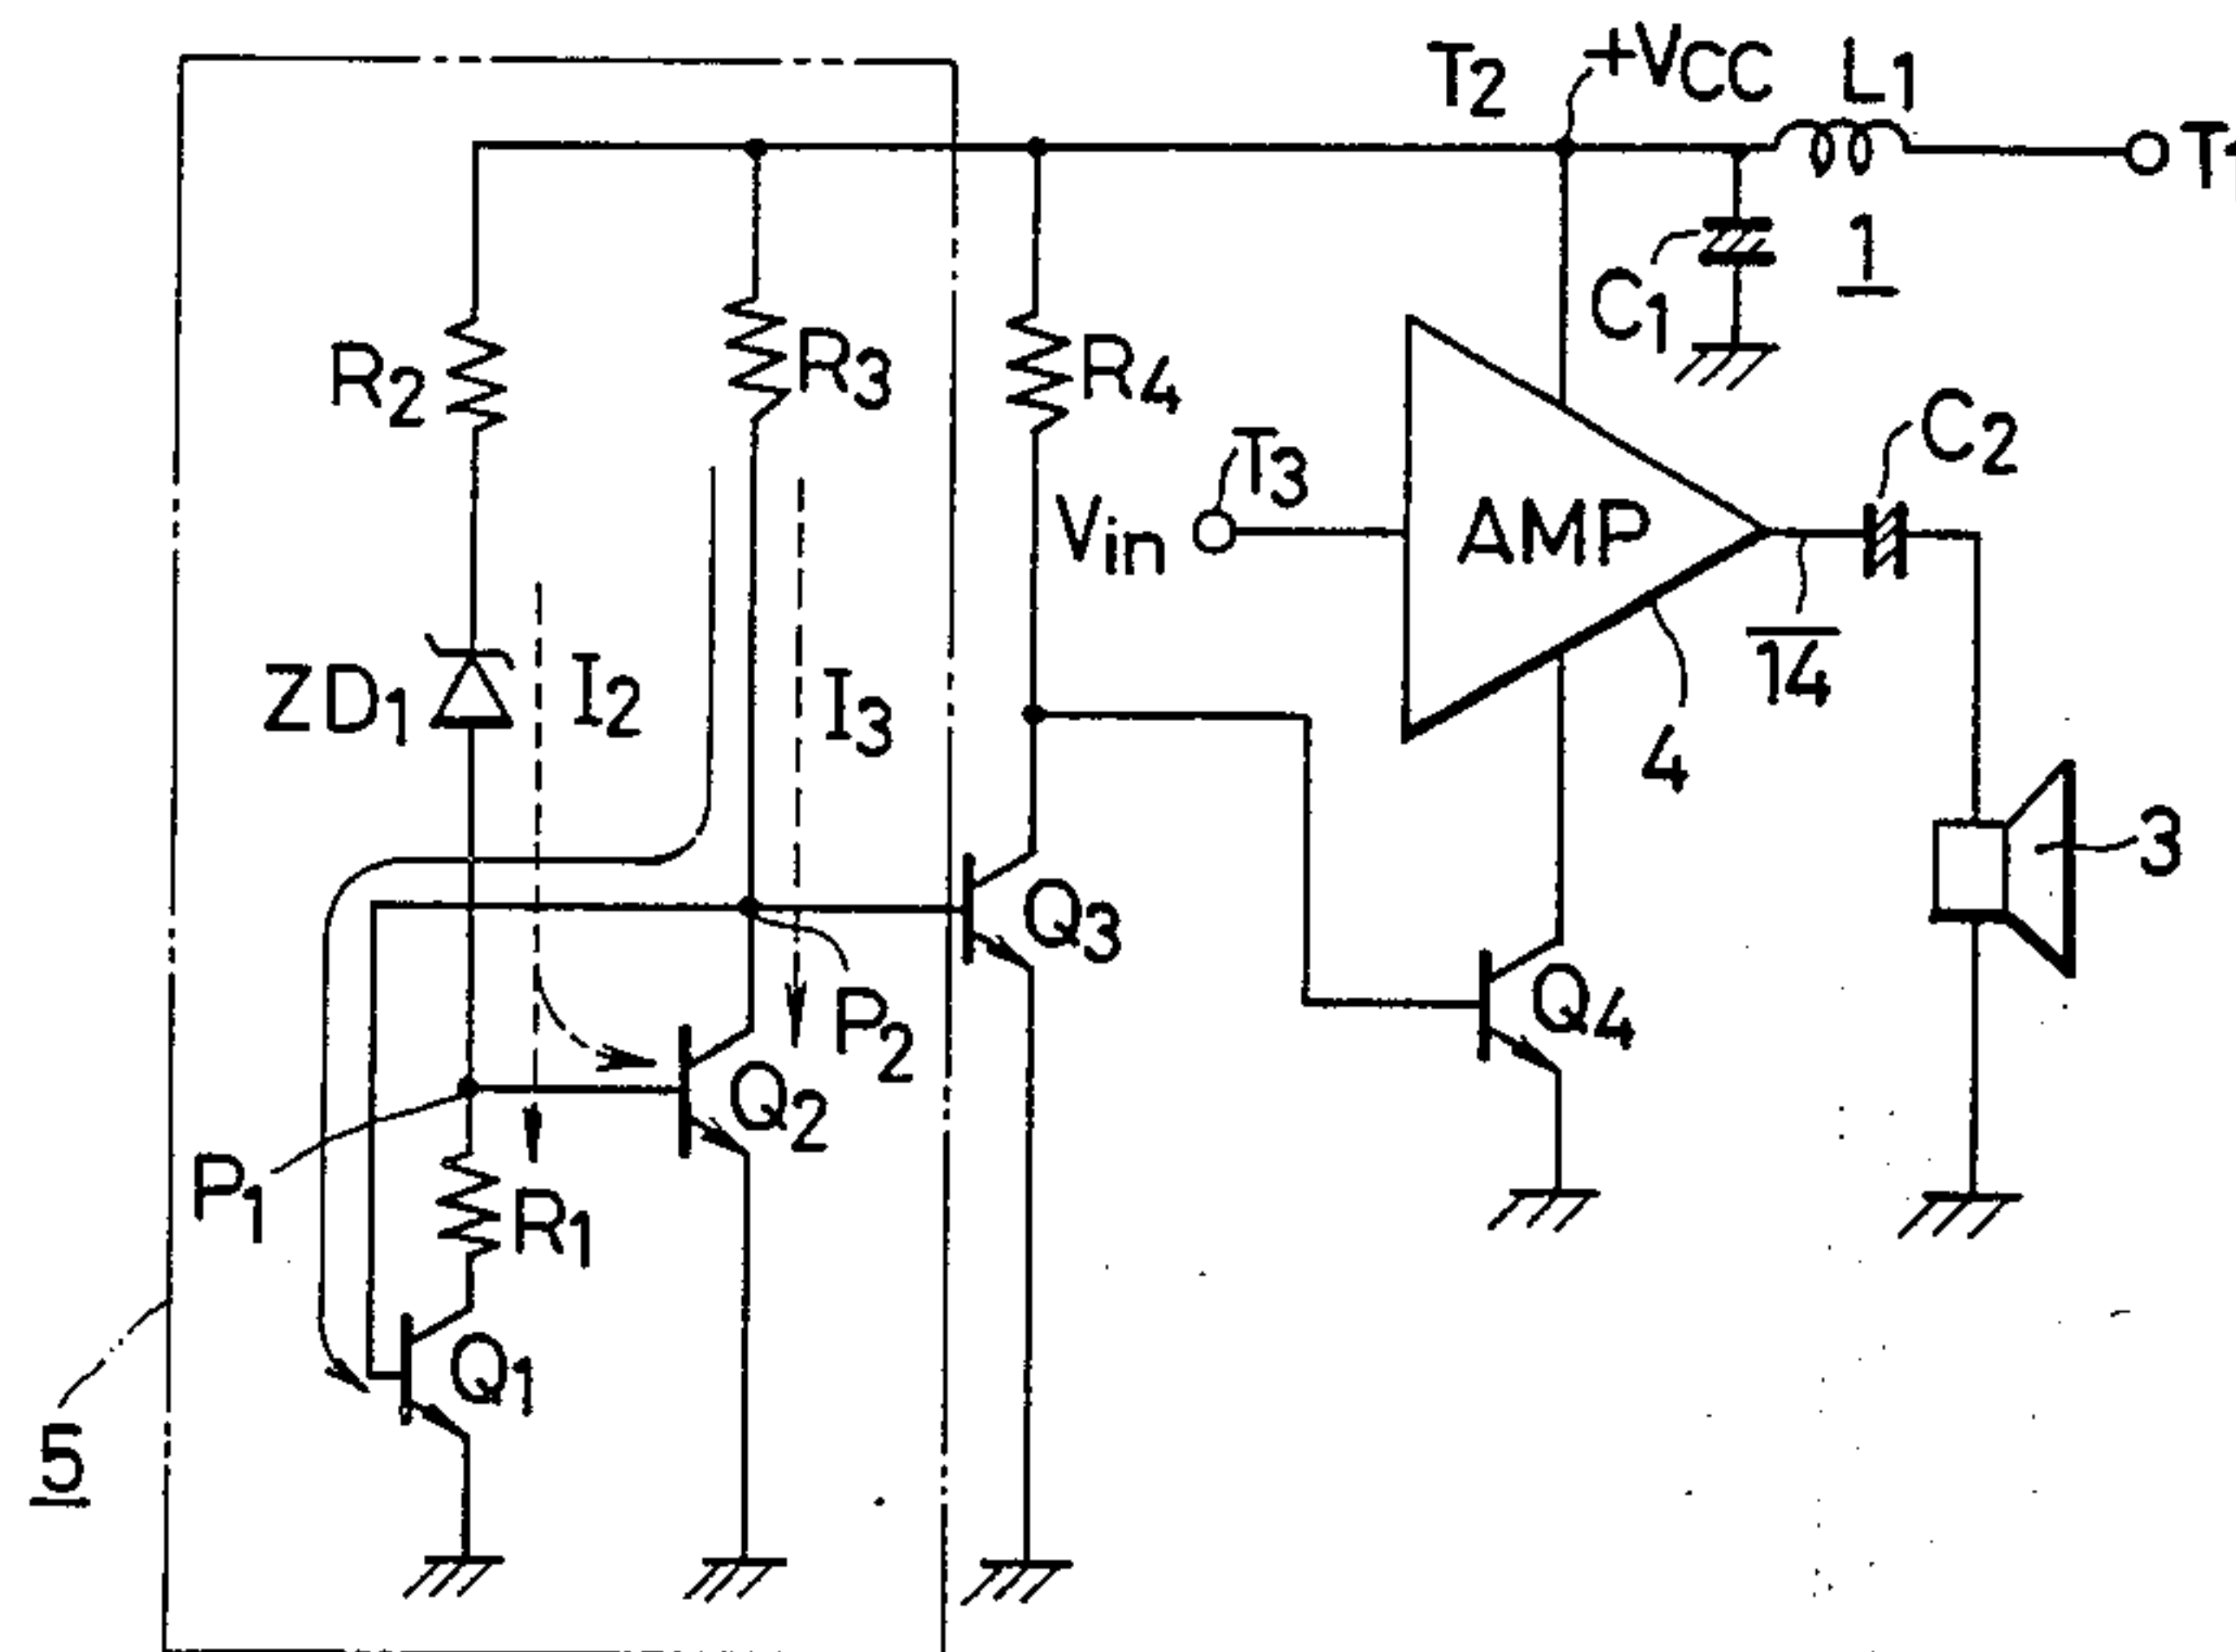 T2
+VCC
L1
T1
1
C1
R2
R3
R4
C2
T3
Vin
AMP
14
ZD1
I2
I3
4
3
Q3
P2
Q4
Q2
P1
R1
Q1
5